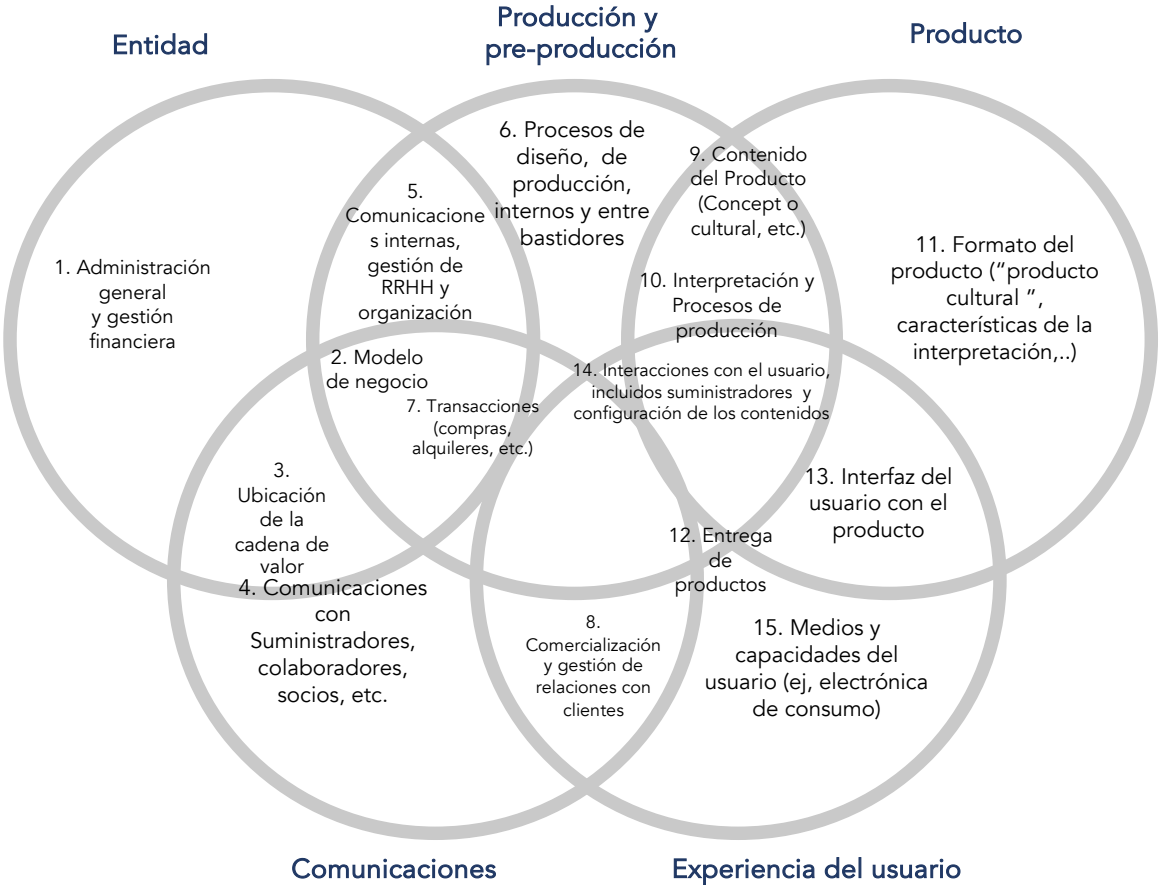 Entidad
Producción y
pre-producción
Producto
1. Administración
general
y gestión
financiera
5.
Comunicacione
s internas,
gestión de
RRHH y
organización
6. Procesos de
diseño,  de
producción,
internos y entre
bastidores
9. Contenido
del Producto
(Concept o
cultural, etc.)
10. Interpretación y
Procesos de
producción
11. Formato del
producto (“producto
cultural ”,
características de la
interpretación,..)
2. Modelo
de negocio
7. Transacciones
(compras,
alquileres, etc.)
14. Interacciones con el usuario,
incluidos suministradores  y
configuración de los contenidos
3.
Ubicación
de la
cadena de
valor
4. Comunicaciones
con
Suministradores,
colaboradores,
socios, etc.
13. Interfaz del
usuario con el
producto
12. Entrega
de
productos
8.
Comercialización
y gestión de
relaciones con
clientes
15. Medios y
capacidades del
usuario (ej, electrónica
de consumo)
Comunicaciones
Experiencia del usuario